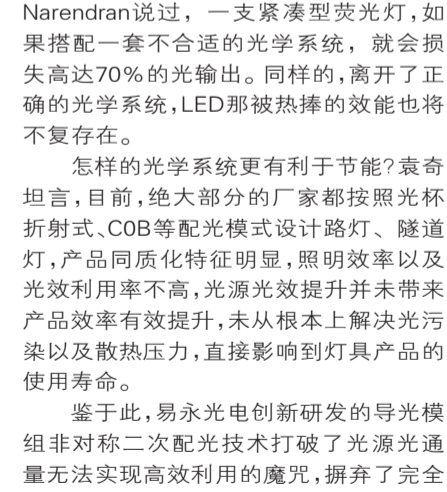 Narendran说过，一支紧凑型荧光灯，如
果搭配一套不合适的光学系统，就会损
失高达70%的光输出。同样的，离开了正
确的光学系统，LED那被热捧的效能也将
不复存在。
怎样的光学系统更有利于节能？袁奇
坦言，目前，绝大部分的厂家都按照光杯
折射式、COB等配光模式设计路灯、隧道
灯，产品同质化特征明显，照明效率以及
光效利用率不高，光源光效提升并未带来
产品效率有效提升，未从根本上解决光污
染以及散热压力，直接影响到灯具产品的
使用寿命。
鉴于此，易永光电创新研发的导光模
组非对称二次配光技术打破了光源光通
量无法实现高效利用的魔咒，摒弃了完全